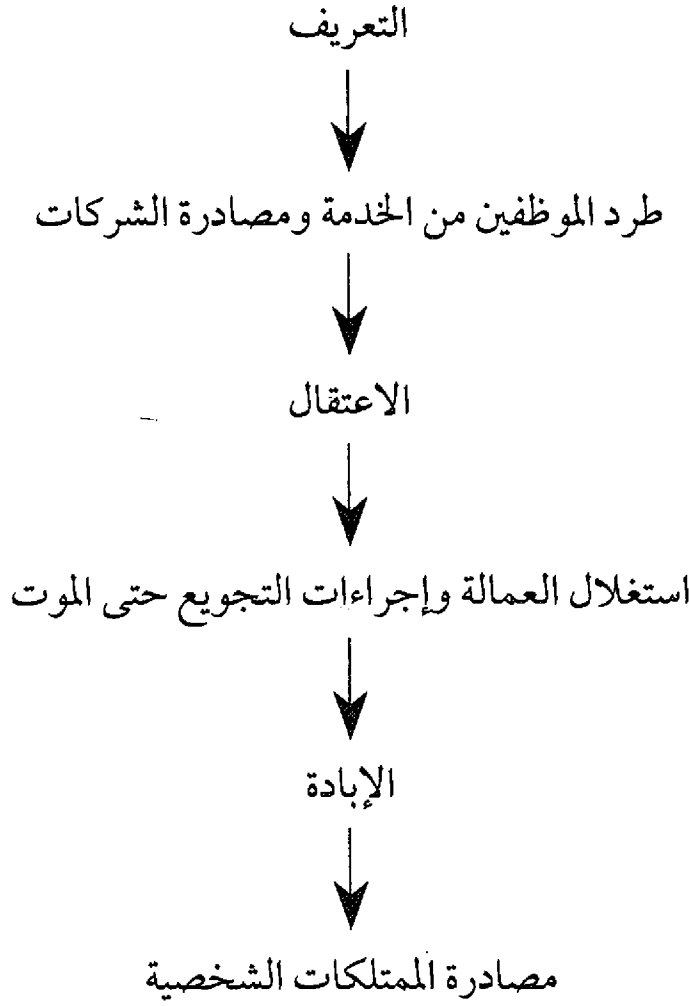 التعريف
طرد الموظفين من الخدمة ومصادرة الشركات
الاعتقال
استغلال العمالة وإجراءات التجويع حتى الموت
الإبادة
مصادرة الممتلكات الشخصية